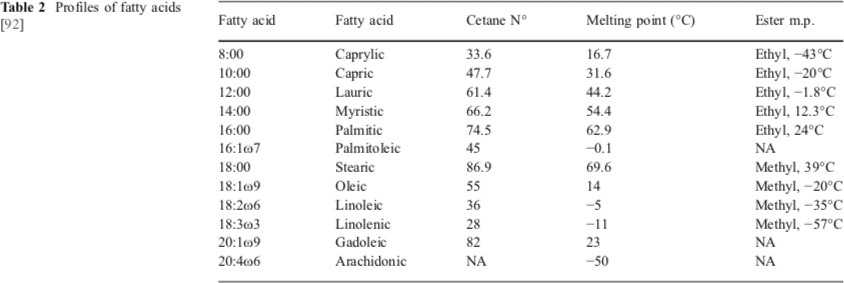 Table 2 Profiles of fatty acids
[92]
Fatty acid Fatty acid Cetane N° Melting point (°C) Ester m.p.
8:00 Caprylic 33.6 16.7 Ethyl, −43°C
10:00 Capric 47.7 31.6 Ethyl, −20°C
12:00 Lauric 61.4 44.2 Ethyl, −1.8°C
14:00 Myristic 66.2 54.4 Ethyl, 12.3°C
16:00 Palmitic 74.5 62.9 Ethyl, 24°C
16:1ω7 Palmitoleic 45 −0.1 NA
18:00 Stearic 86.9 69.6 Methyl, 39°C
18:1ω9 Oleic 55 14 Methyl, −20°C
18:2ω6 Linoleic 36 −5 Methyl, −35°C
18:3ω3 Linolenic 28 −11 Methyl, −57°C
20:1ω9 Gadoleic 82 23 NA
20:4ω6 Arachidonic NA −50 NA